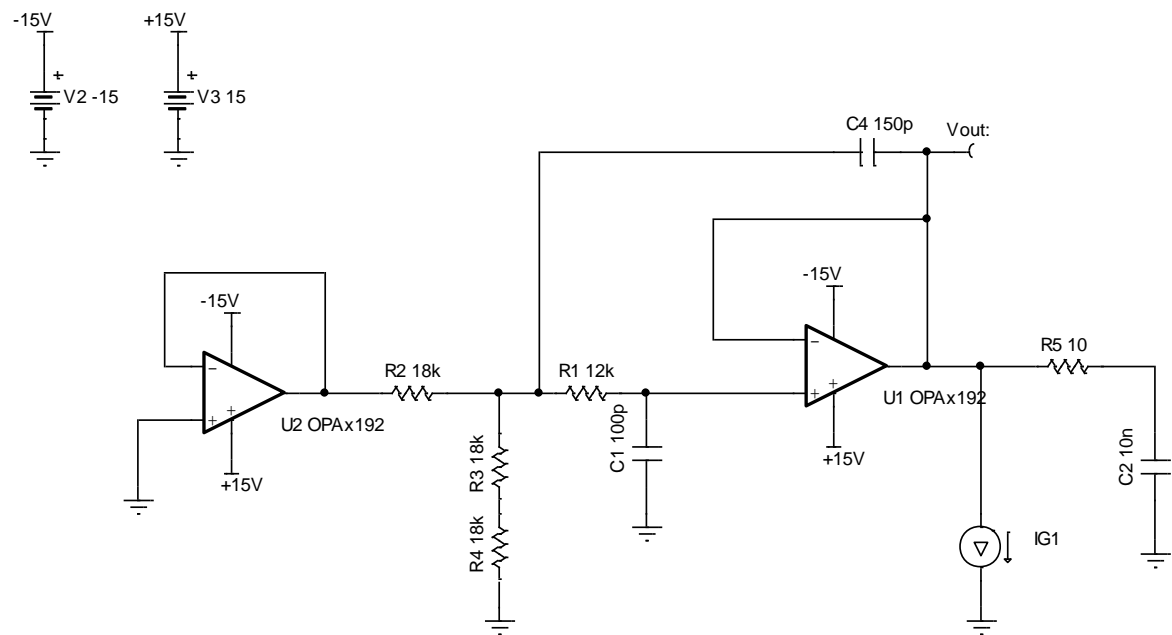 -15V
+15V
V2 -15
V3 15
C4 150p
Vout:
-15V
-15V
R5 10
R2 18k
R1 12k
U2 OPAx192
U1 OPAx192
C1 100p
R3 18k
+15V
+15V
C2 10n
R4 18k
IG1